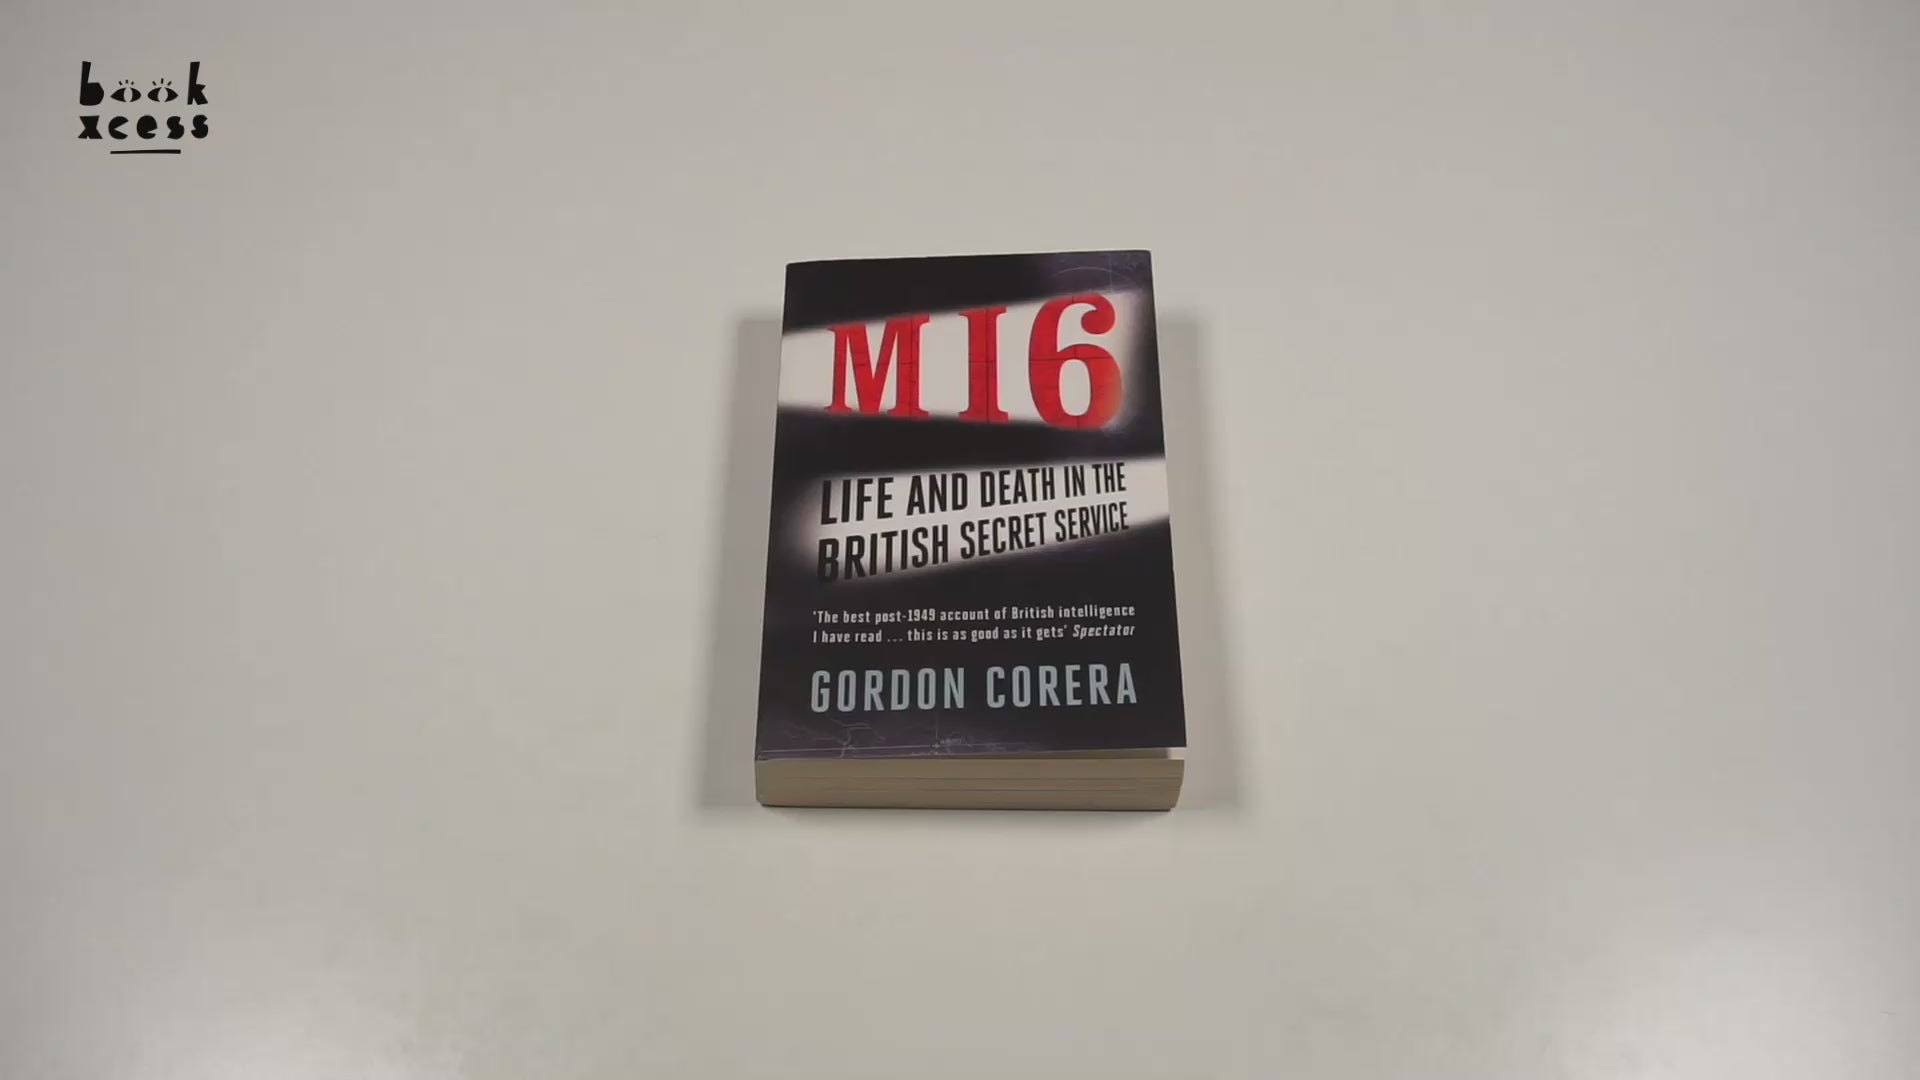 book
xcess
MI6
LIFE AND DEATH IN THE
BRITISH SECRET SERVICE
'The best post-1949 account of British intelligence
I have read ... this is as good as it gets' Spectator
GORDON CORERA